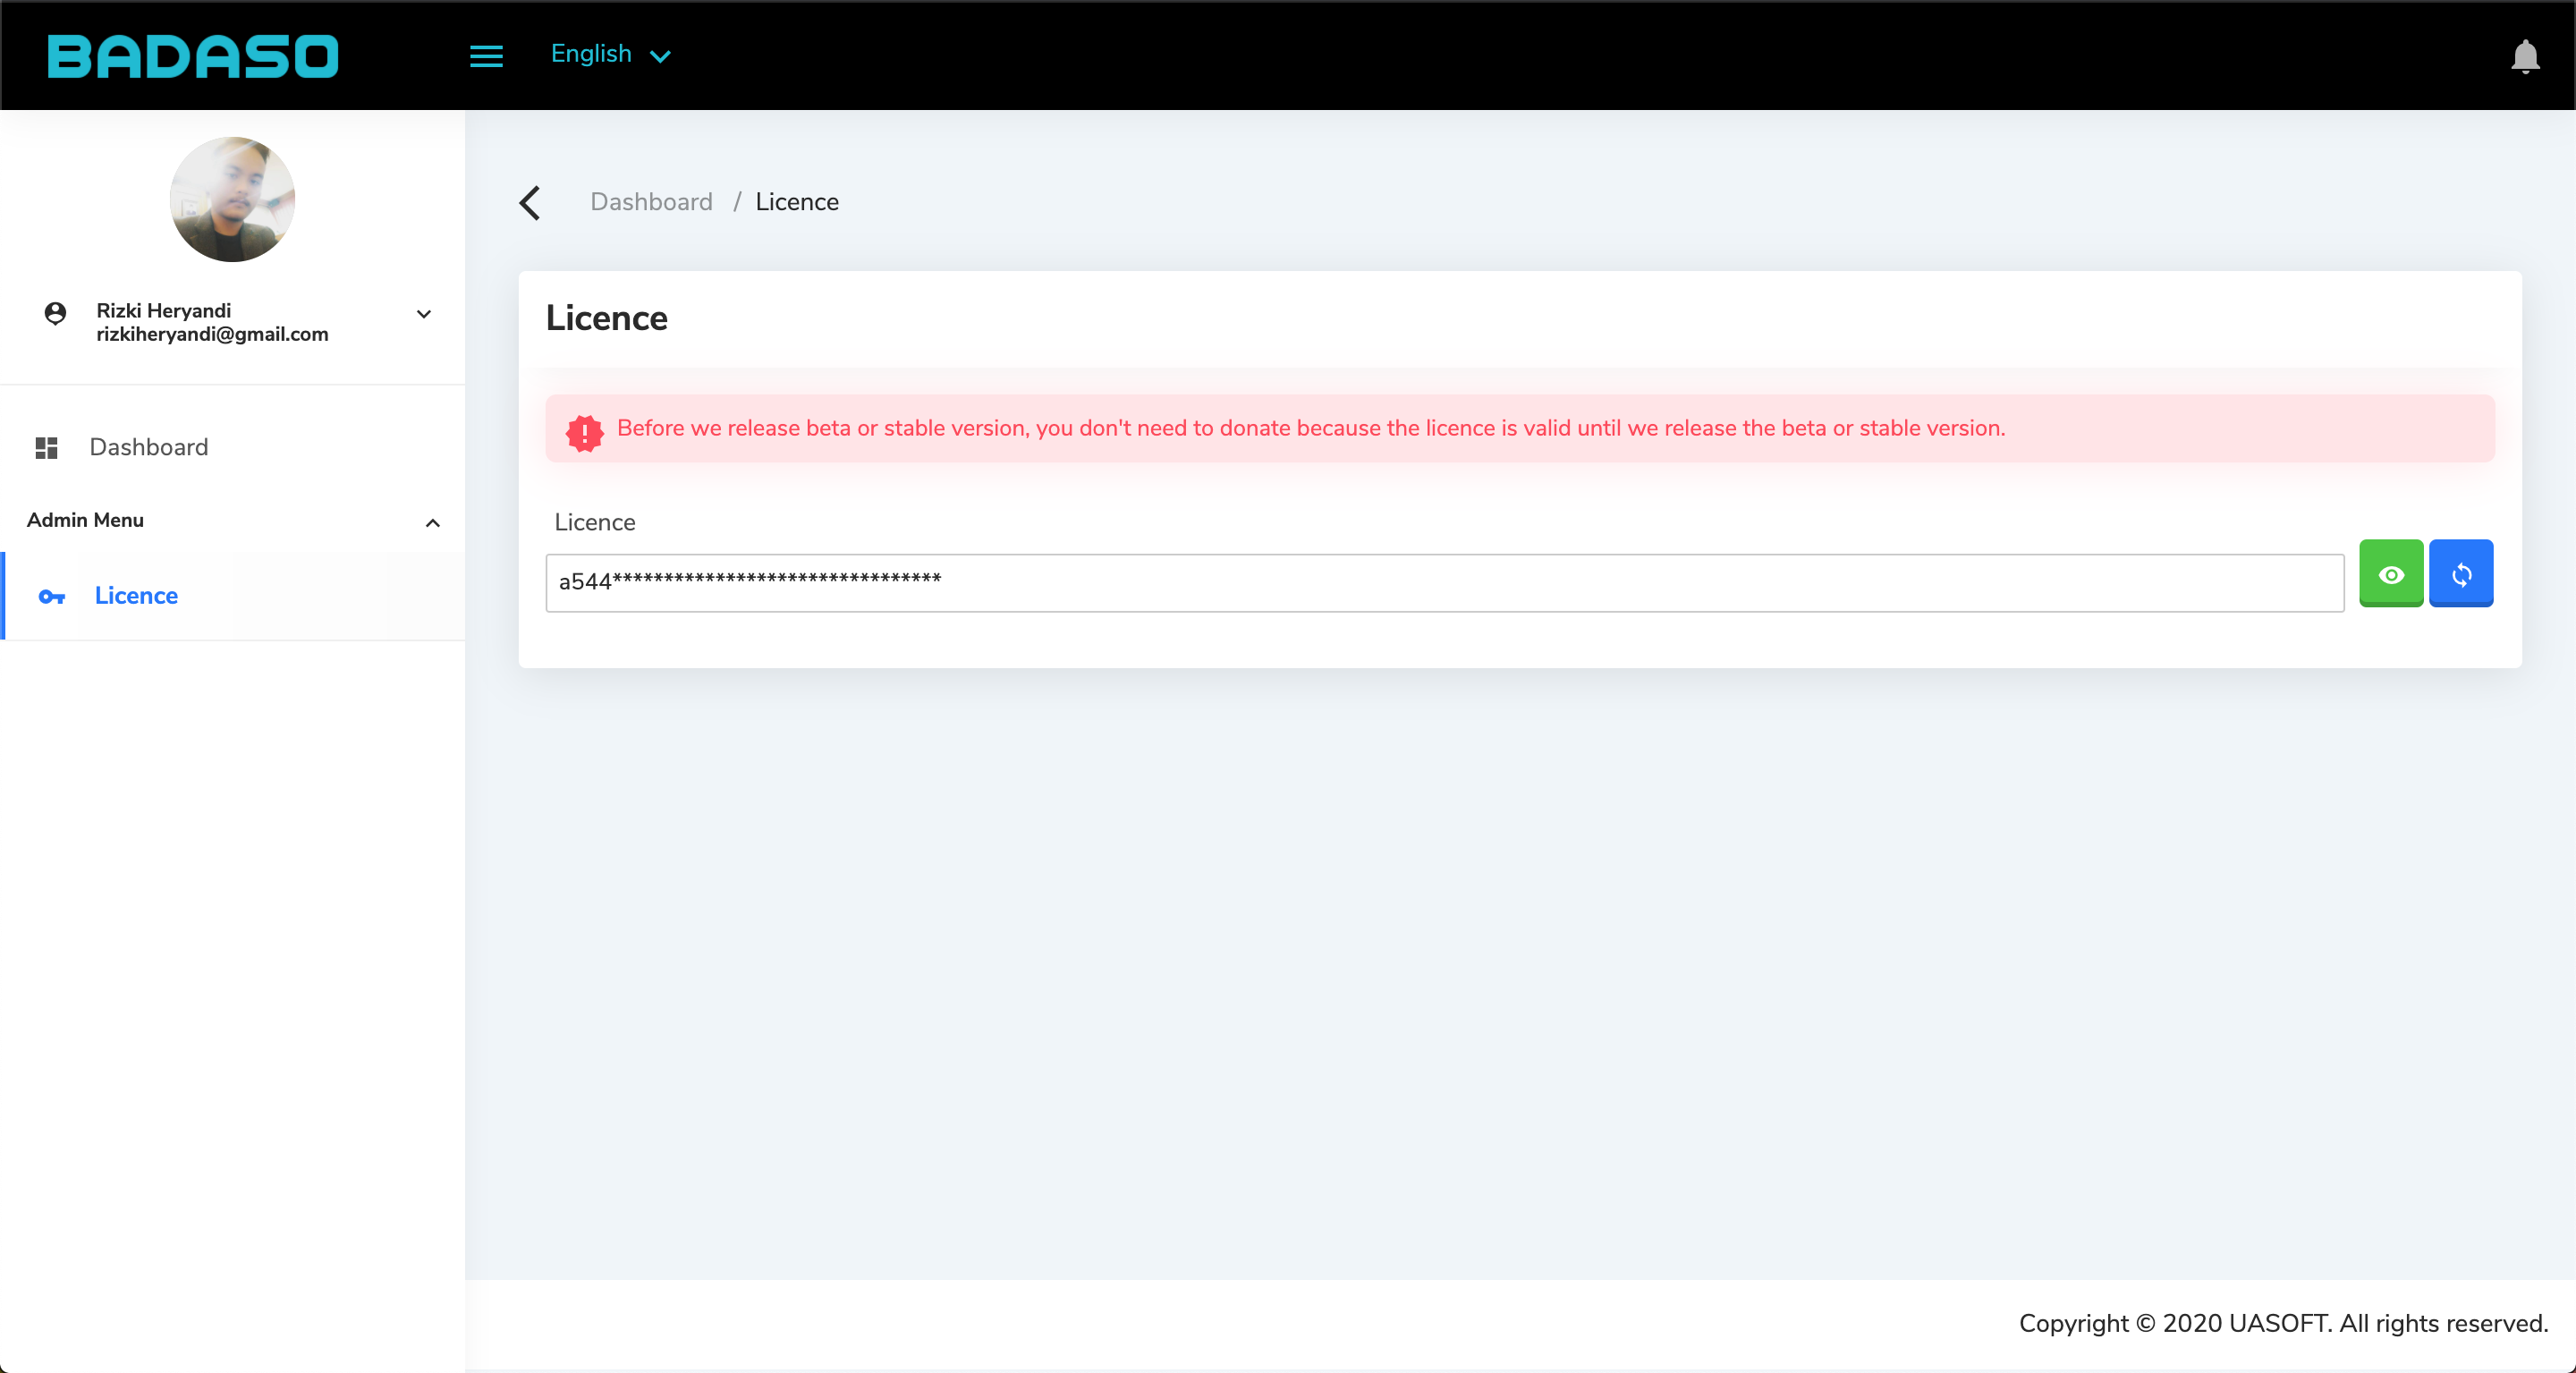 BADASO
English
Rizki Heryandi
rizkiheryandi@gmail.com
Dashboard
Admin Menu
Licence
Dashboard / Licence
Licence
Before we release beta or stable version, you don't need to donate because the licence is valid until we release the beta or stable version.
Licence
a544********************************
Copyright © 2020 UASOFT. All rights reserved.